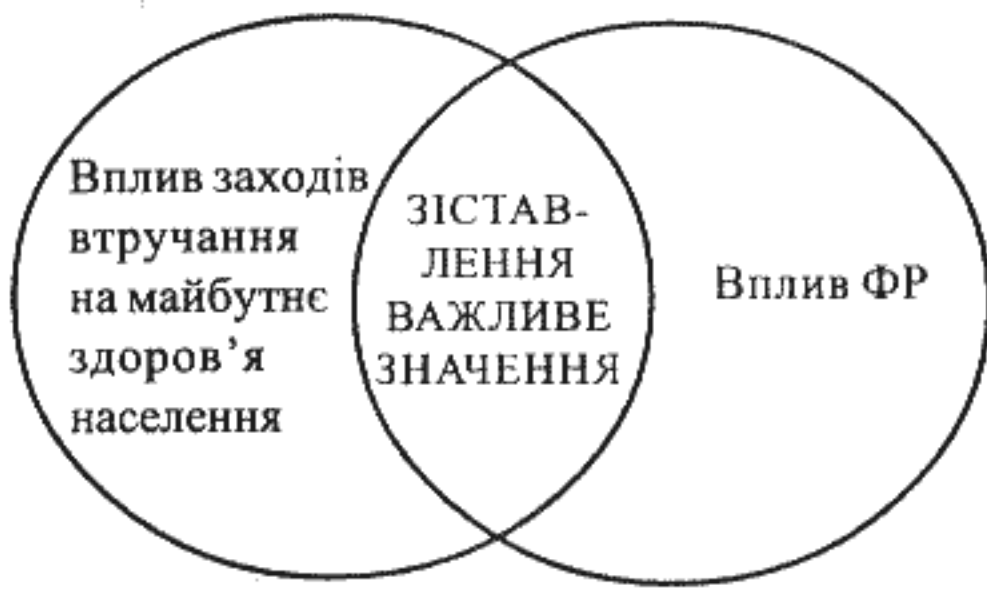 Вплив заходів
втручання
на майбутнє
здоров’я
населення
ЗІСТАВ-
ЛЕННЯ
ВАЖЛИВЕ
ЗНАЧЕННЯ
Вплив ФР